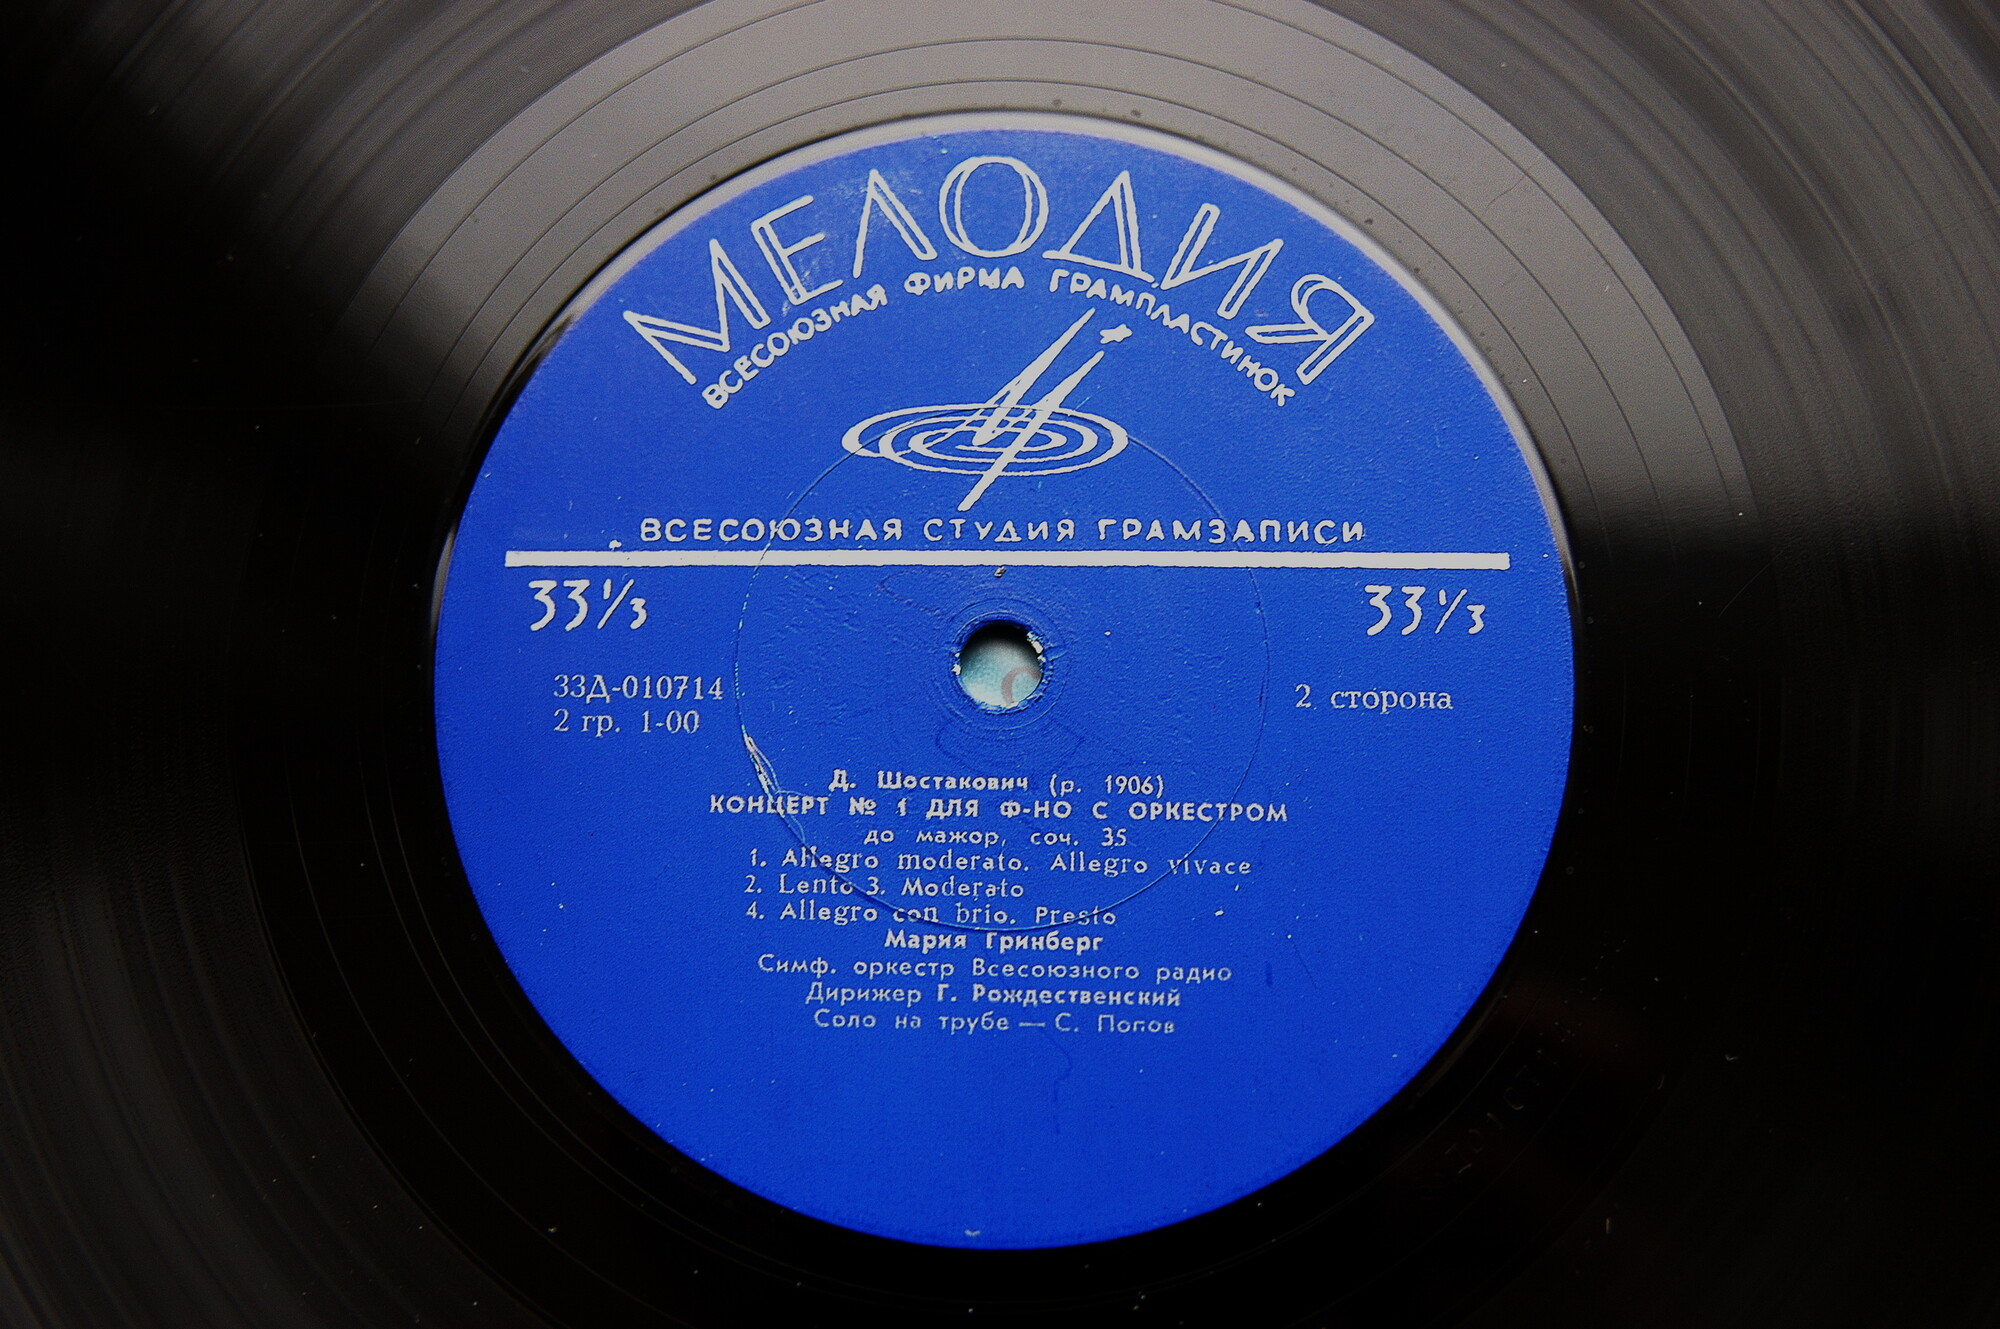 МЕЛОДИЯ
ВСЕСОЮЗНАЯ ФИРМА ГРАМПЛАСТИНОК
ВСЕСОЮЗНАЯ СТУДИЯ ГРАМЗАПИСИ
33⅓ 33⅓
33Д-010714
2 сторона
2 гр. 1-00
Д. Шостакович (р. 1906)
КОНЦЕРТ № 1 ДЛЯ Ф-НО С ОРКЕСТРОМ
до мажор, соч. 35
1. Allegro moderato. Allegro vivace
2. Lento 3. Moderato
4. Allegro con brio. Presto
Мария Гринберг
Симф. оркестр Всесоюзного радио
Дирижер Г. Рождественский
Соло на трубе — С. Попов